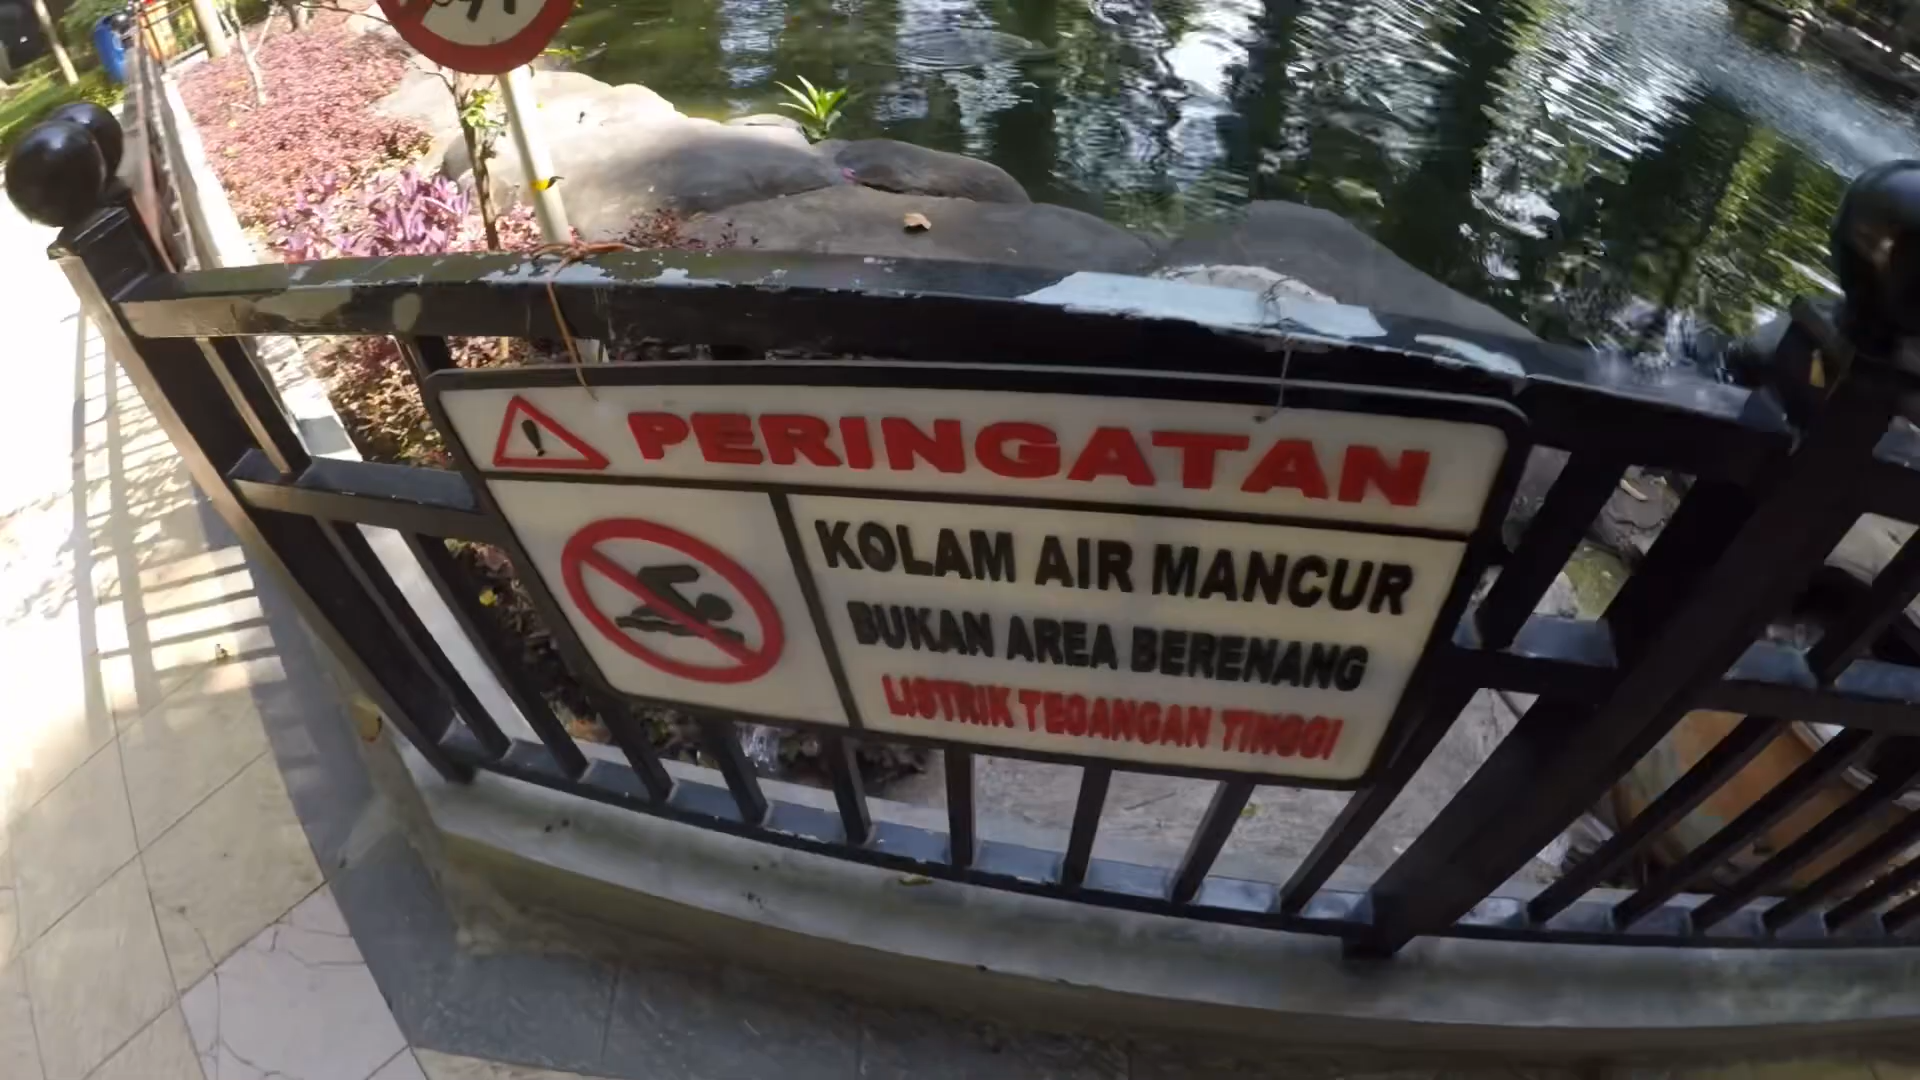 PERINGATAN
KOLAM AIR MANCUR
BUKAN AREA BERENANG
LISTRIK TEGANGAN TINGGI